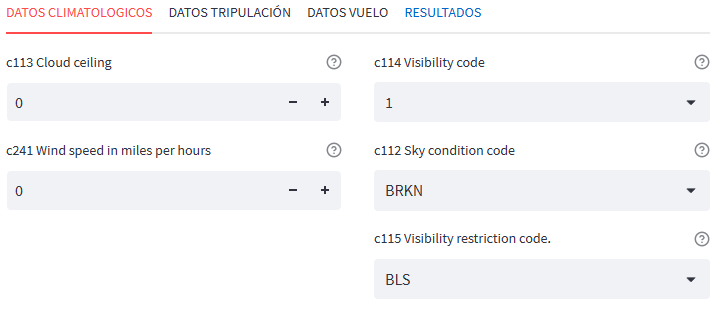 DATOS CLIMATOLOGICOS DATOS TRIPULACIÓN DATOS VUELO RESULTADOS
c113 Cloud ceiling
0
c241 Wind speed in miles per hours
0
c114 Visibility code
1
c112 Sky condition code
BRKN
c115 Visibility restriction code.
BLS